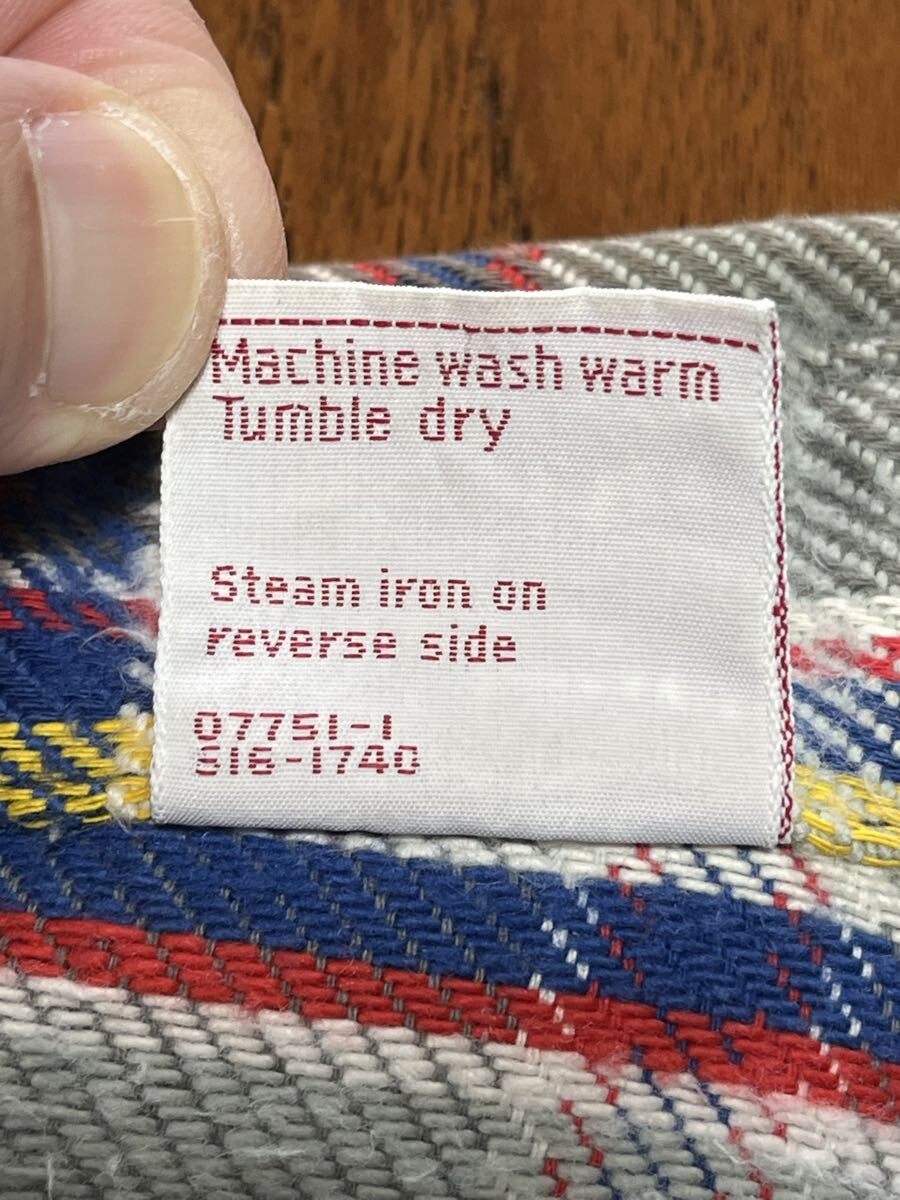 Machine wash warm
Tumble dry
Steam iron on
reverse side
07751-1
516-1740